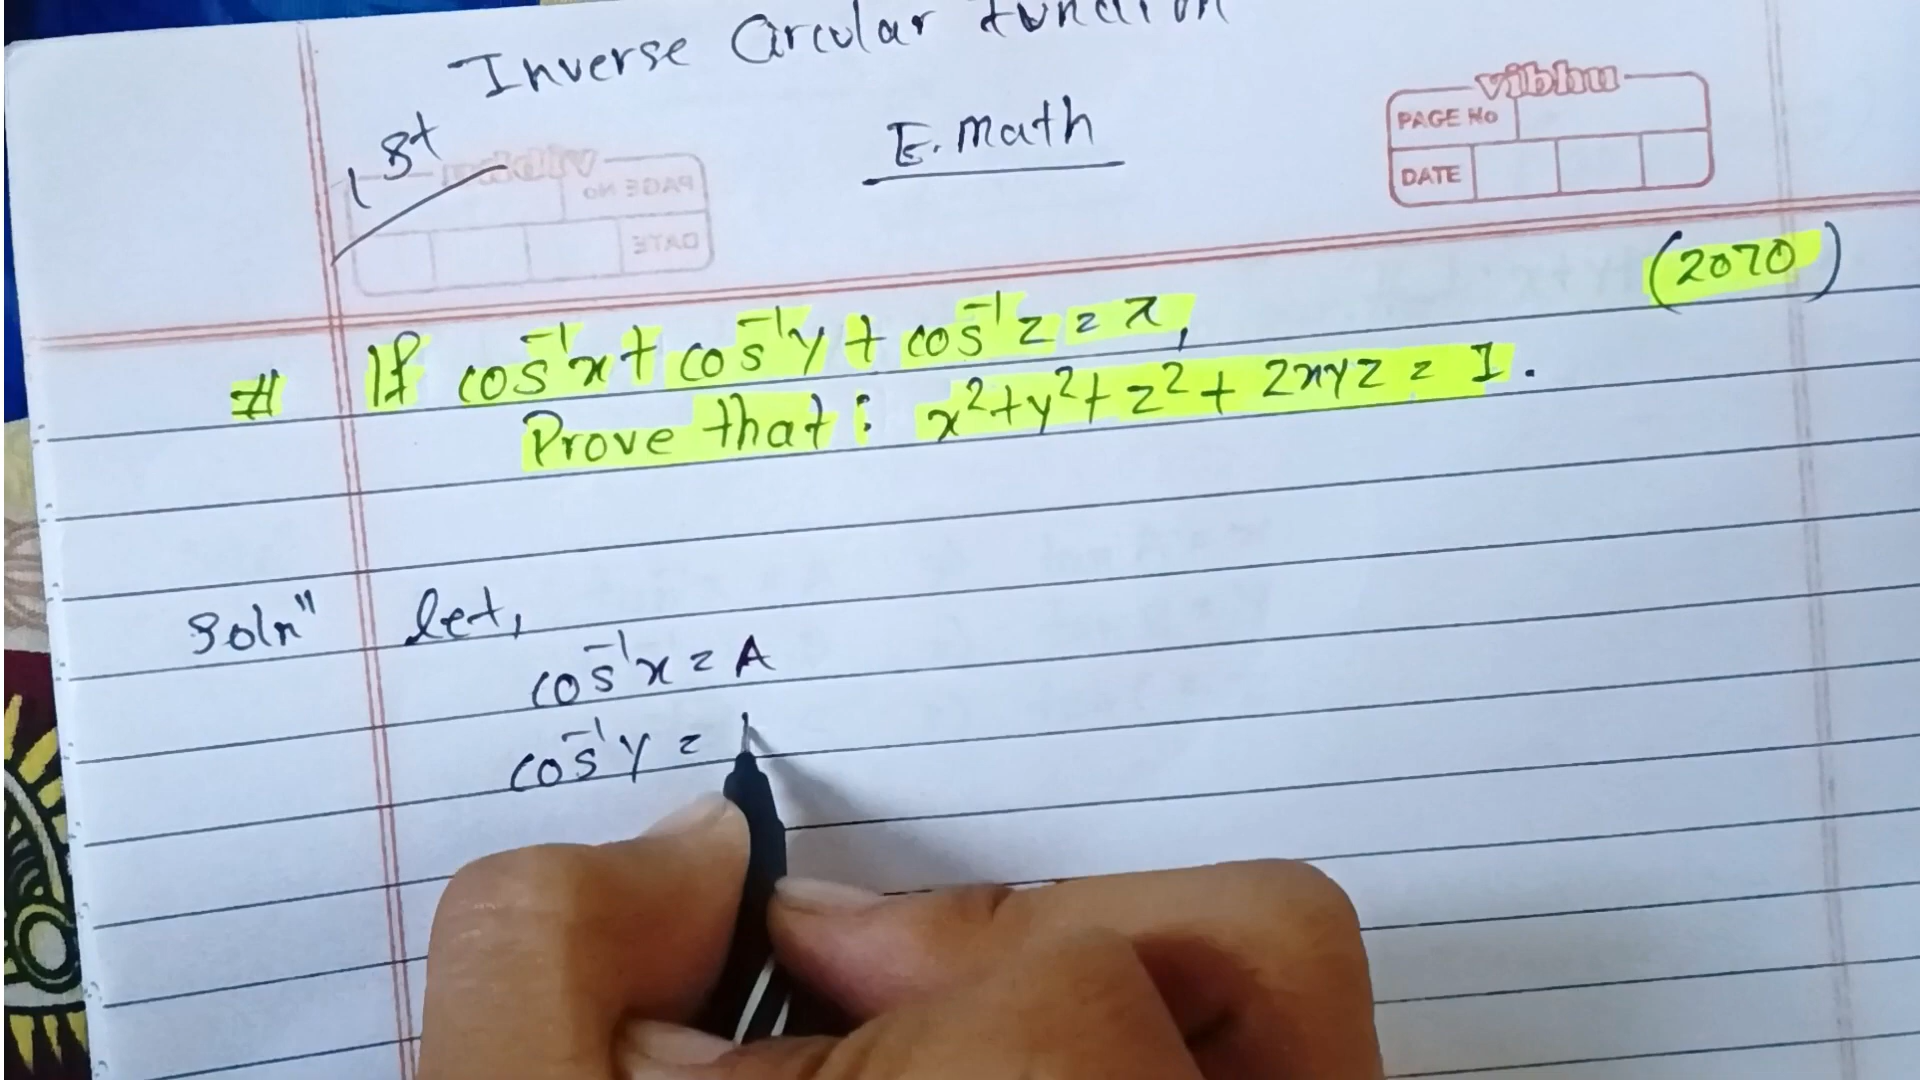 Inverse Circular function
1st
E. math
vibhu
PAGE No
DATE
(2070)
# If cos⁻¹x + cos⁻¹y + cos⁻¹z = π,
Prove that : x² + y² + z² + 2xyz = 1.
Soln" let,
cos⁻¹x = A
cos⁻¹y =